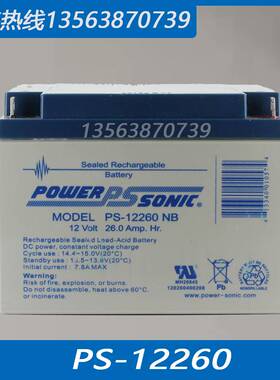 热线13563870739
13563870739
Sealed Rechargeable
Battery
POWER PS SONIC
MODEL PS-12260 NB
12 Volt 26.0 Amp. Hr.
Rechargeable Sealed Lead-Acid Battery
DC power, constant voltage charge
Cycle use : 14.4-15.0V(20°C)
Standby use : 13.5-13.8V(20°C)
Initial current : 7.8A MAX
WARNING:
Risk of fire, explosion, or burns.
Do not disassemble, heat above
60°C, or incinerate.
MH20845
Pb
www.power-sonic.com
PS-12260